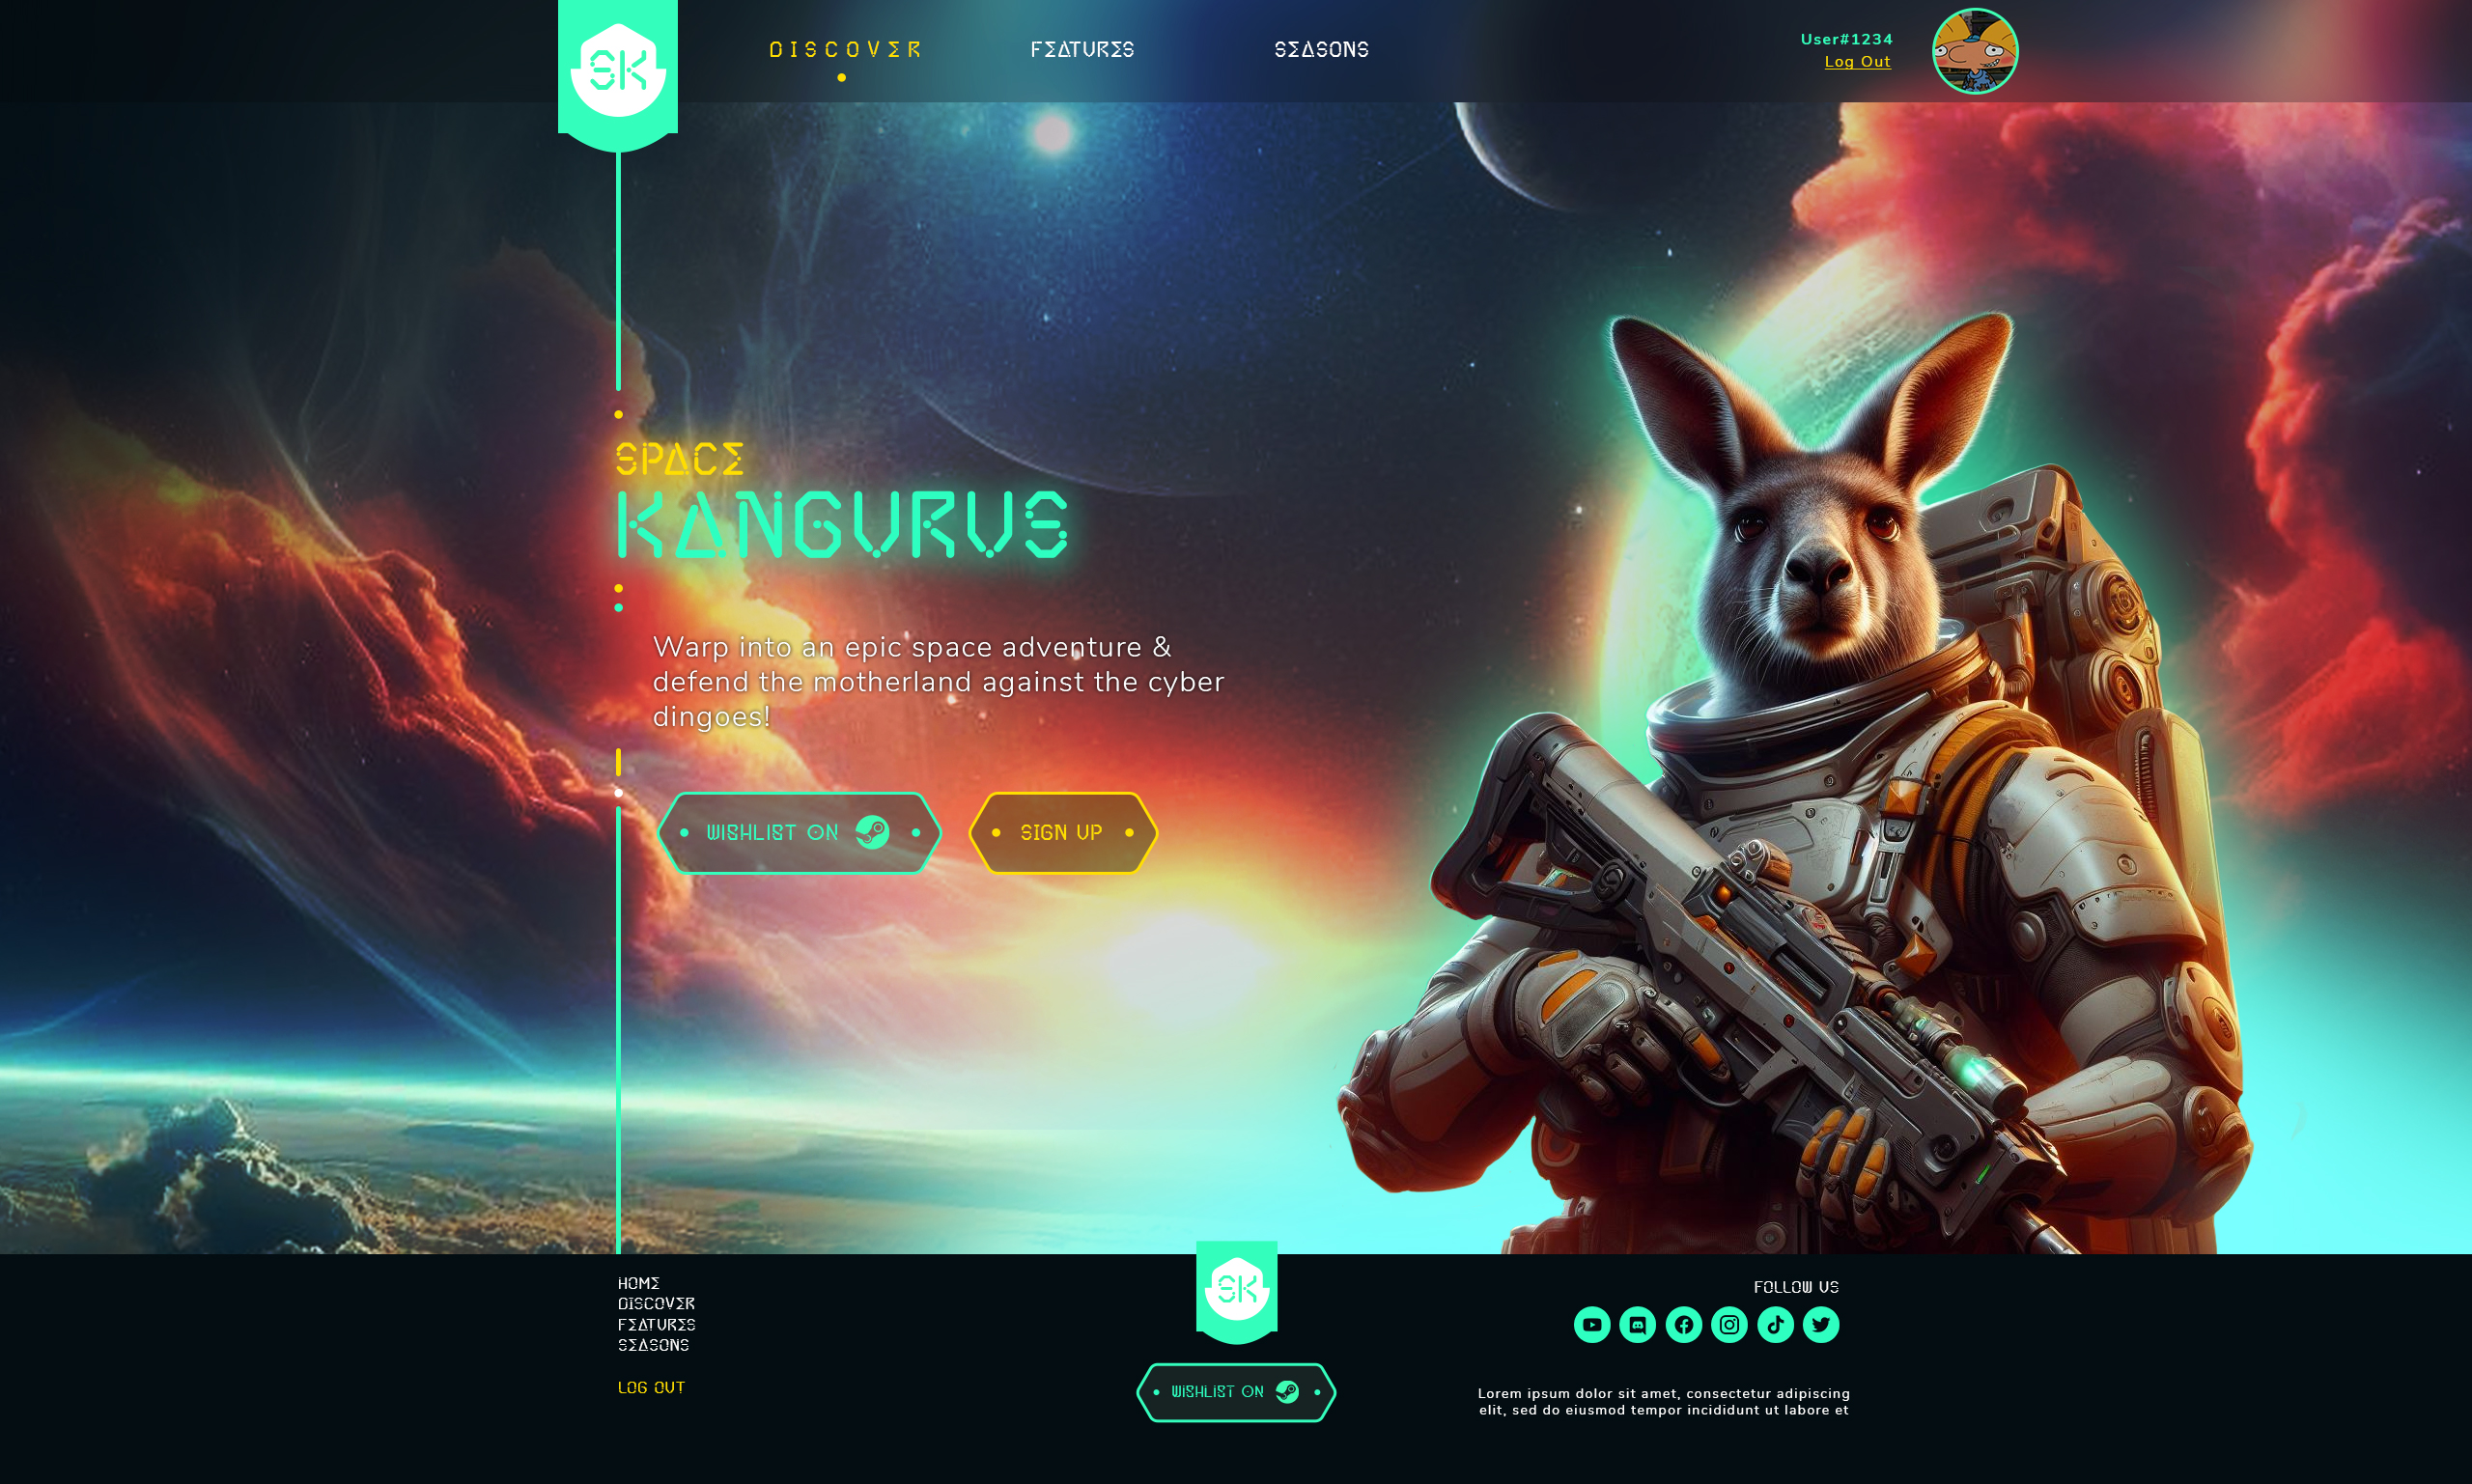 SK
DISCOVER
FEATURES
SEASONS
User#1234
Log Out
SPACE
KANGURUS
Warp into an epic space adventure &
defend the motherland against the cyber
dingoes!
WISHLIST ON
SIGN UP
HOME
DISCOVER
FEATURES
SEASONS
LOG OUT
SK
WISHLIST ON
FOLLOW US
Lorem ipsum dolor sit amet, consectetur adipiscing
elit, sed do eiusmod tempor incididunt ut labore et